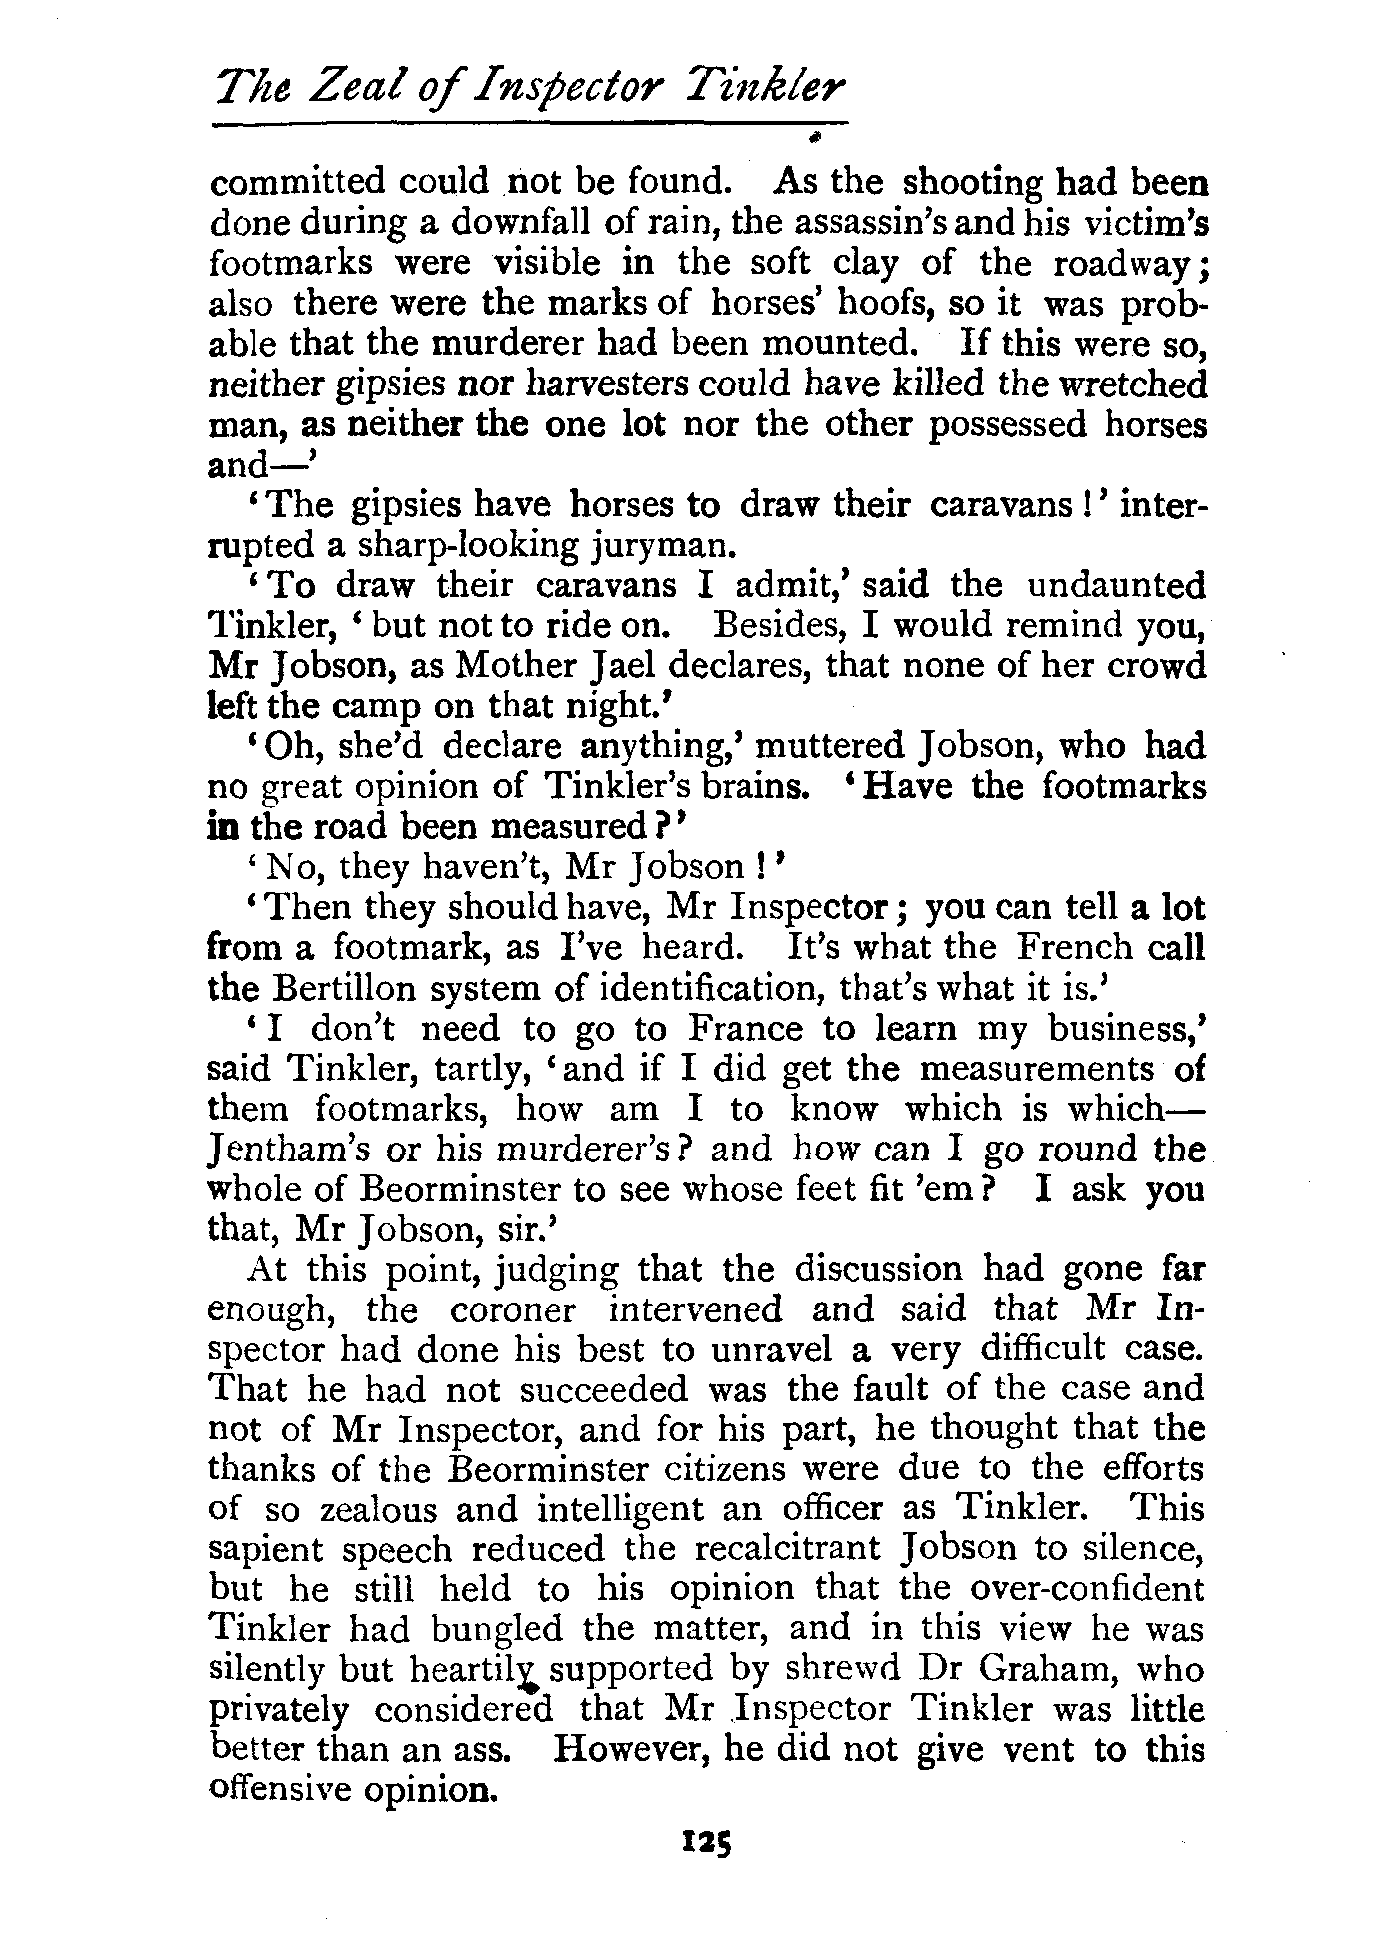 The Zeal of Inspector Tinkler
committed could not be found. As the shooting had been
done during a downfall of rain, the assassin's and his victim's
footmarks were visible in the soft clay of the roadway;
also there were the marks of horses' hoofs, so it was prob-
able that the murderer had been mounted. If this were so,
neither gipsies nor harvesters could have killed the wretched
man, as neither the one lot nor the other possessed horses
and—'
'The gipsies have horses to draw their caravans!' inter-
rupted a sharp-looking juryman.
'To draw their caravans I admit,' said the undaunted
Tinkler, 'but not to ride on. Besides, I would remind you,
Mr Jobson, as Mother Jael declares, that none of her crowd
left the camp on that night.'
'Oh, she'd declare anything,' muttered Jobson, who had
no great opinion of Tinkler's brains. 'Have the footmarks
in the road been measured?'
'No, they haven't, Mr Jobson!'
'Then they should have, Mr Inspector; you can tell a lot
from a footmark, as I've heard. It's what the French call
the Bertillon system of identification, that's what it is.'
'I don't need to go to France to learn my business,'
said Tinkler, tartly, 'and if I did get the measurements of
them footmarks, how am I to know which is which—
Jentham's or his murderer's? and how can I go round the
whole of Beorminster to see whose feet fit 'em? I ask you
that, Mr Jobson, sir.'
At this point, judging that the discussion had gone far
enough, the coroner intervened and said that Mr In-
spector had done his best to unravel a very difficult case.
That he had not succeeded was the fault of the case and
not of Mr Inspector, and for his part, he thought that the
thanks of the Beorminster citizens were due to the efforts
of so zealous and intelligent an officer as Tinkler. This
sapient speech reduced the recalcitrant Jobson to silence,
but he still held to his opinion that the over-confident
Tinkler had bungled the matter, and in this view he was
silently but heartily supported by shrewd Dr Graham, who
privately considered that Mr Inspector Tinkler was little
better than an ass. However, he did not give vent to this
offensive opinion.
125